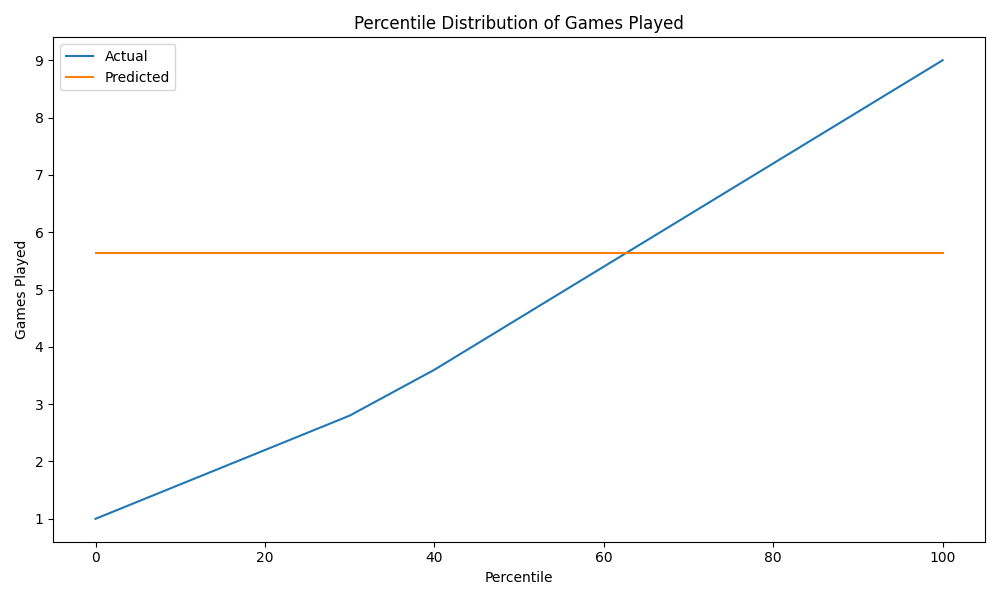 Percentile Distribution of Games Played
Actual
Predicted
9
8
7
6
5
4
3
2
1
Games Played
0 20 40 60 80 100
Percentile